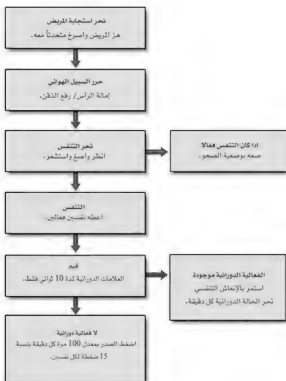 تحر استجابة المريض
هز المريض واصرخ متحدثاً معه.
حرر السبيل الهوائي
إمالة الرأس/ رفع الذقن.
تحر التنفس
انظر واصغ واستشعر.
اذا كان التنفس فعالا
ضعه بوضعية الصحو.
التنفس
اعطه نفسين فعالين.
قيم
العلامات الدورانية لمدة 10 ثواني فقط.
الفعالية الدورانية موجودة
استمر بالإنعاش التنفسي
تحر الحالة الدورانية كل دقيقة.
لا فعالية دورانية
اضغط الصدر بمعدل 100 مرة كل دقيقة بنسبة
15 ضغطة لكل نفسين.